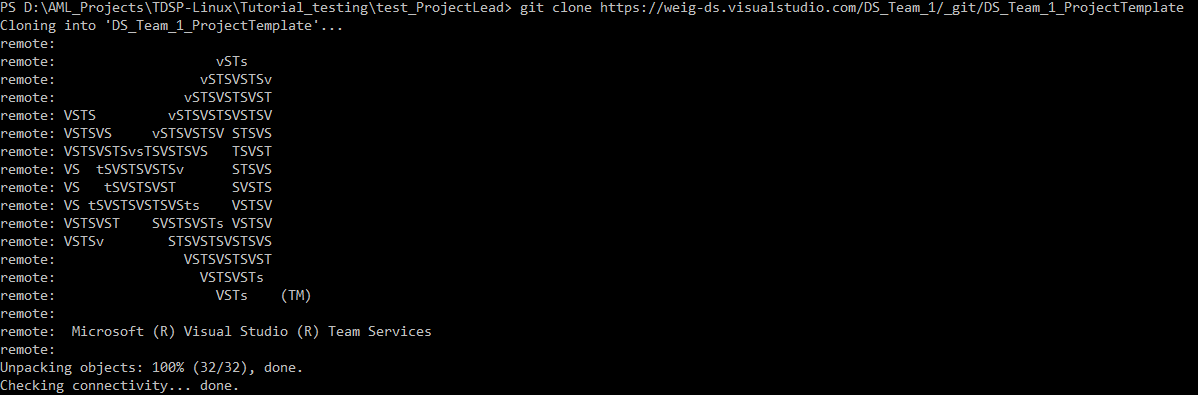 PS D:\AML_Projects\TDSP-Linux\Tutorial_testing\test_ProjectLead> git clone https://weig-ds.visualstudio.com/DS_Team_1/_git/DS_Team_1_ProjectTemplate
Cloning into 'DS_Team_1_ProjectTemplate'...
remote:
remote:                    vSTs
remote:                  vSTSVSTSv
remote:                vSTSVSTSVST
remote: VSTS         vSTSVSTSVSTSV
remote: VSTSVS     vSTSVSTSV STSVS
remote: VSTSVSTSvsTSVSTSVS   TSVST
remote: VS  tSVSTSVSTSv      STSVS
remote: VS   tSVSTSVST       SVSTS
remote: VS tSVSTSVSTSVSts    VSTSV
remote: VSTSVST    SVSTSVSTs VSTSV
remote: VSTSv        STSVSTSVSTSVS
remote:                VSTSVSTSVST
remote:                  VSTSVSTs
remote:                    VSTs    (TM)
remote:
remote:  Microsoft (R) Visual Studio (R) Team Services
remote:
Unpacking objects: 100% (32/32), done.
Checking connectivity... done.